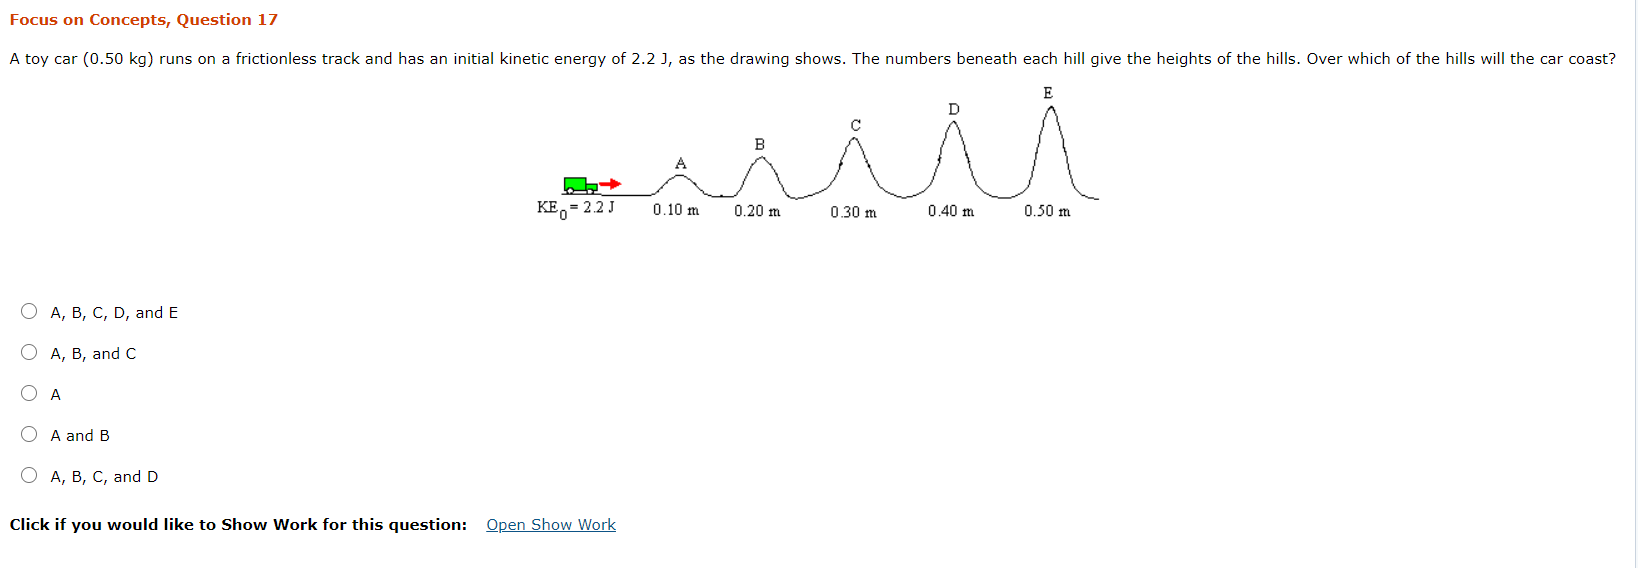 Focus on Concepts, Question 17
A toy car (0.50 kg) runs on a frictionless track and has an initial kinetic energy of 2.2 J, as the drawing shows. The numbers beneath each hill give the heights of the hills. Over which of the hills will the car coast?
E
D
C
B
A
KE0 = 2.2 J 0.10 m 0.20 m 0.30 m 0.40 m 0.50 m
A, B, C, D, and E
A, B, and C
A
A and B
A, B, C, and D
Click if you would like to Show Work for this question: Open Show Work